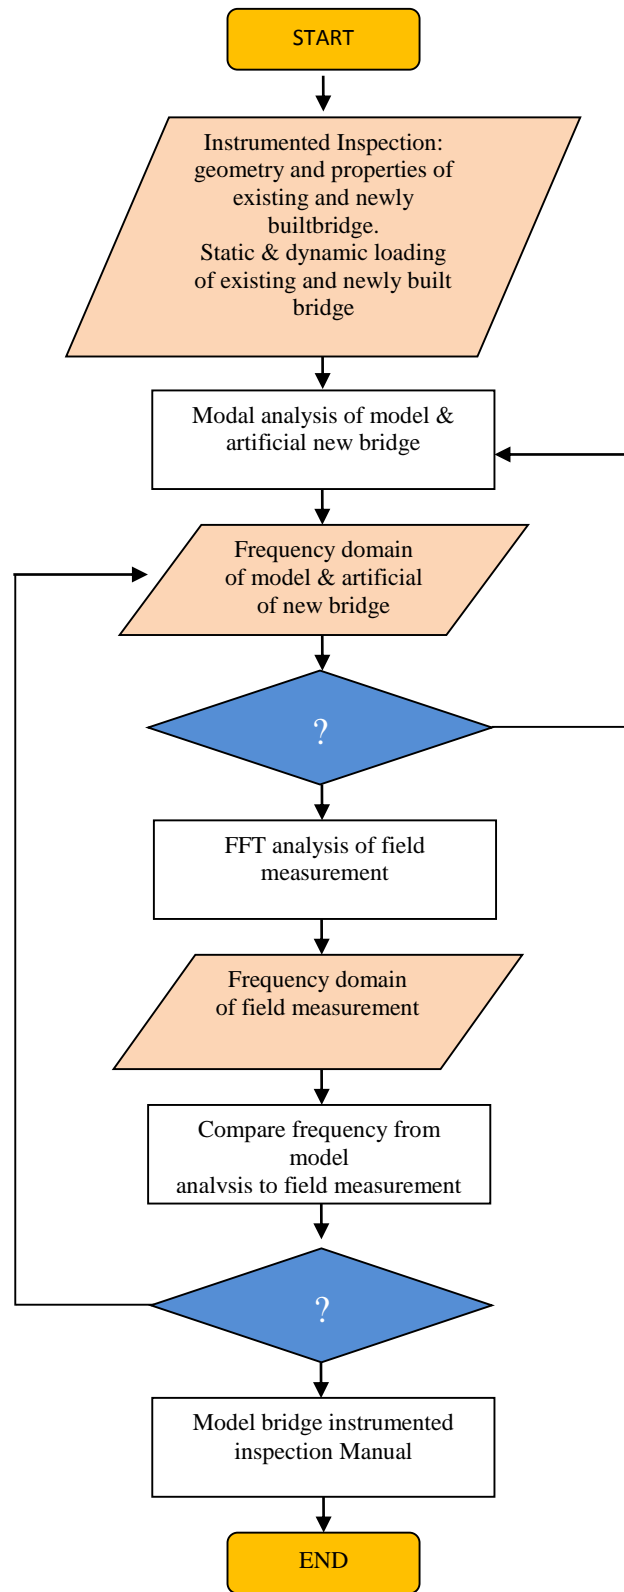 START
Instrumented Inspection:
geometry and properties of
existing and newly
builtbridge.
Static & dynamic loading
of existing and newly built
bridge
Modal analysis of model &
artificial new bridge
Frequency domain
of model & artificial
of new bridge
?
FFT analysis of field
measurement
Frequency domain
of field measurement
Compare frequency from
model
analysis to field measurement
?
Model bridge instrumented
inspection Manual
END